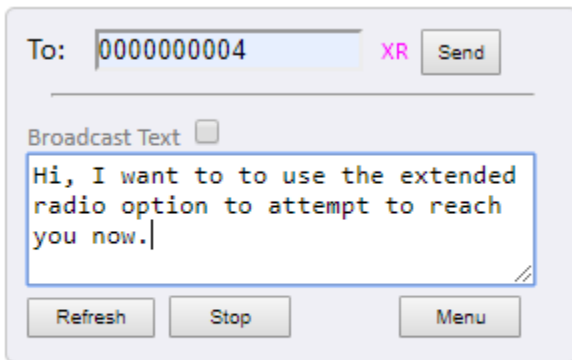 To: 0000000004 XR Send
Broadcast Text
Hi, I want to to use the extended
radio option to attempt to reach
you now.
Refresh Stop Menu